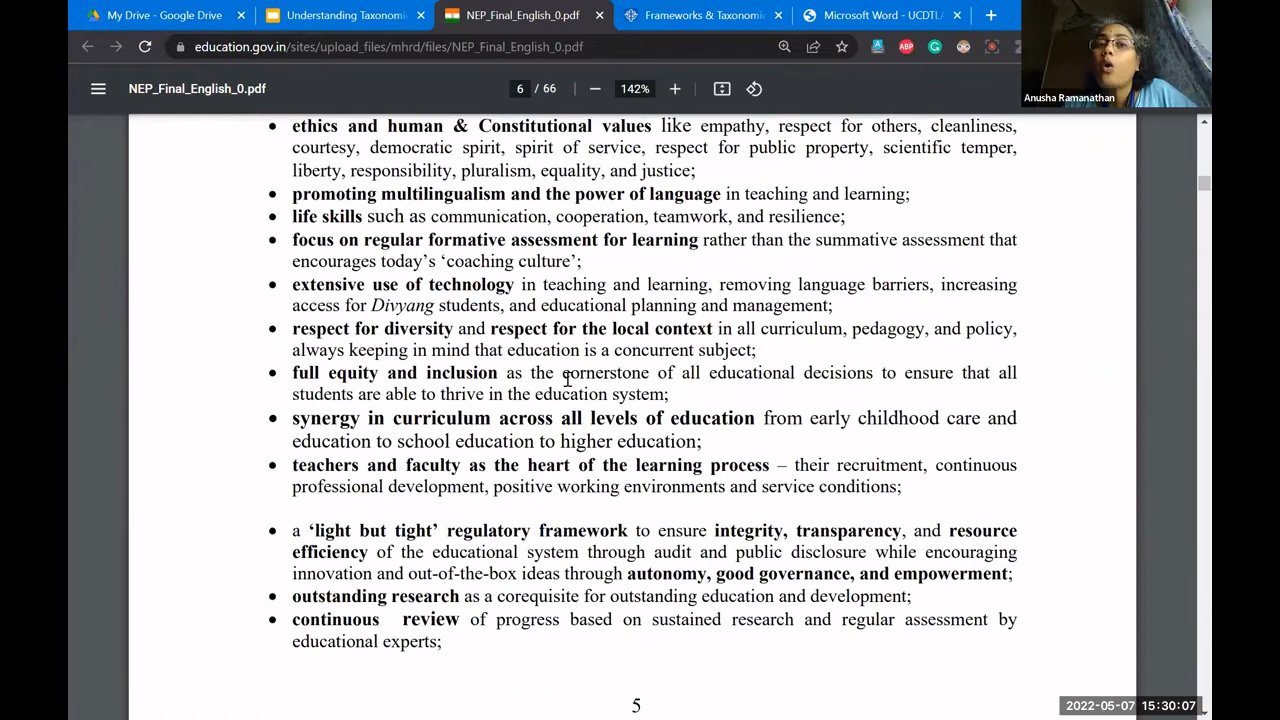 My Drive - Google Drive
Understanding Taxonomi
NEP_Final_English_0.pdf
Frameworks & Taxonomi
Microsoft Word - UCDTL/
education.gov.in/sites/upload_files/mhrd/files/NEP_Final_English_0.pdf
ABP
Anusha Ramanathan
NEP_Final_English_0.pdf
6 / 66
142%
• ethics and human & Constitutional values like empathy, respect for others, cleanliness,
courtesy, democratic spirit, spirit of service, respect for public property, scientific temper,
liberty, responsibility, pluralism, equality, and justice;
• promoting multilingualism and the power of language in teaching and learning;
• life skills such as communication, cooperation, teamwork, and resilience;
• focus on regular formative assessment for learning rather than the summative assessment that
encourages today's 'coaching culture';
• extensive use of technology in teaching and learning, removing language barriers, increasing
access for Divyang students, and educational planning and management;
• respect for diversity and respect for the local context in all curriculum, pedagogy, and policy,
always keeping in mind that education is a concurrent subject;
• full equity and inclusion as the cornerstone of all educational decisions to ensure that all
students are able to thrive in the education system;
• synergy in curriculum across all levels of education from early childhood care and
education to school education to higher education;
• teachers and faculty as the heart of the learning process – their recruitment, continuous
professional development, positive working environments and service conditions;
• a 'light but tight' regulatory framework to ensure integrity, transparency, and resource
efficiency of the educational system through audit and public disclosure while encouraging
innovation and out-of-the-box ideas through autonomy, good governance, and empowerment;
• outstanding research as a corequisite for outstanding education and development;
• continuous review of progress based on sustained research and regular assessment by
educational experts;
5
2022-05-07 15:30:07